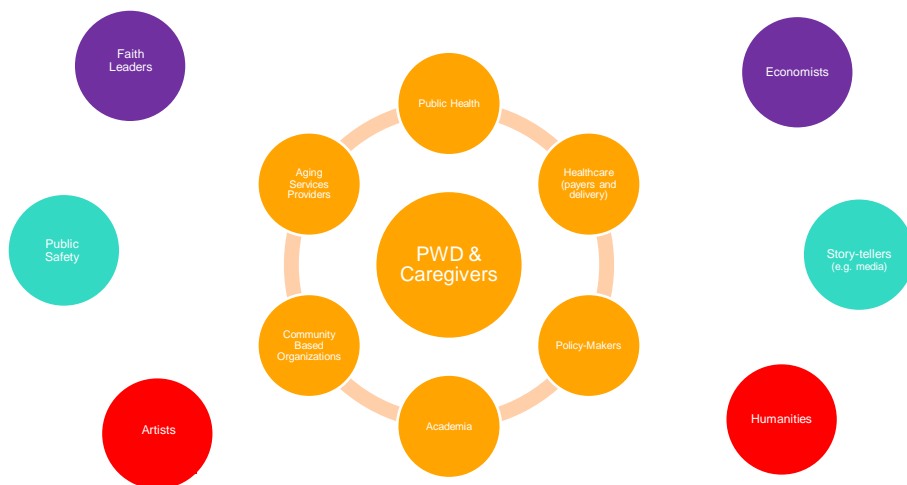 Faith
Leaders
Economists
Public Health
Aging
Services
Providers
Healthcare
(payers and
delivery)
Public
Safety
PWD &
Caregivers
Story-tellers
(e.g. media)
Community
Based
Organizations
Policy-Makers
Artists
Academia
Humanities